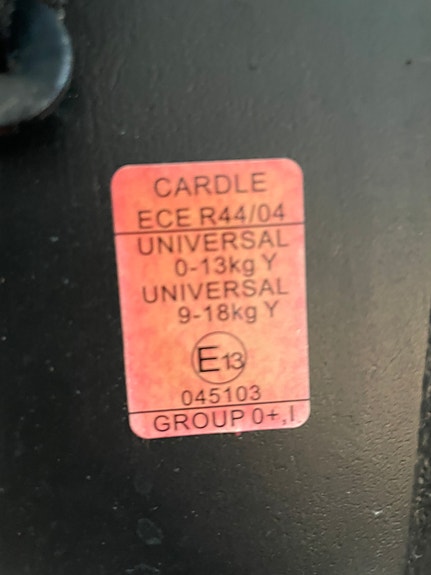 CARDLE
ECE R44/04
UNIVERSAL
0-13kg Y
UNIVERSAL
9-18kg Y
E13
045103
GROUP 0+,I